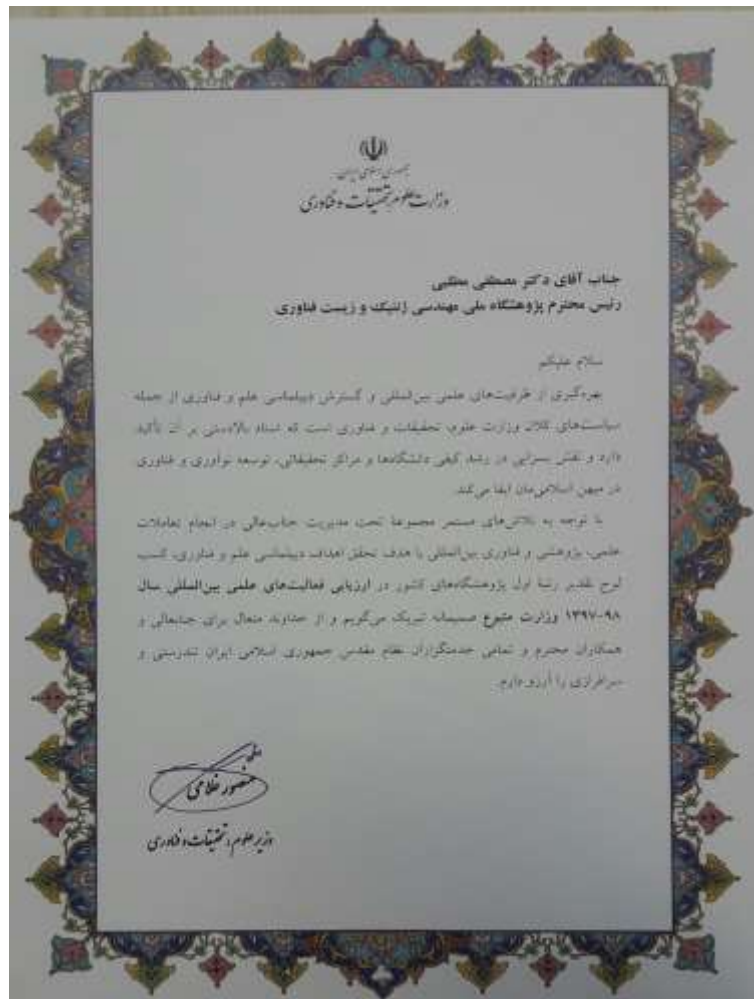 جمهوری اسلامی ایران
وزارت علوم، تحقیقات و فناوری
جناب آقای دکتر مصطفی مطلبی
رئیس محترم پژوهشگاه ملی مهندسی ژنتیک و زیست فناوری
سلام علیکم
بهره‌گیری از ظرفیت‌های علمی بین‌المللی و گسترش دیپلماسی علم و فناوری از جمله
سیاست‌های کلان وزارت علوم، تحقیقات و فناوری است که اسناد بالادستی بر آن تأکید
دارد و نقش بسزایی در رشد کیفی دانشگاه‌ها و مراکز تحقیقاتی، توسعه نوآوری و فناوری
در میهن اسلامی‌مان ایفا می‌کند.
با توجه به تلاش‌های مستمر مجموعه تحت مدیریت جناب‌عالی در انجام تعاملات
علمی، پژوهشی و فناوری بین‌المللی با هدف تحقق اهداف دیپلماسی علم و فناوری، کسب
لوح تقدیر رتبه اول پژوهشگاه‌های کشور در ارزیابی فعالیت‌های علمی بین‌المللی سال
۱۳۹۷-۹۸ وزارت متبوع صمیمانه تبریک می‌گویم و از خداوند متعال برای جنابعالی و
همکاران محترم و تمامی خدمتگزاران نظام مقدس جمهوری اسلامی ایران تندرستی و
سرافرازی را آرزو دارم.
منصور غلامی
وزیر علوم، تحقیقات و فناوری